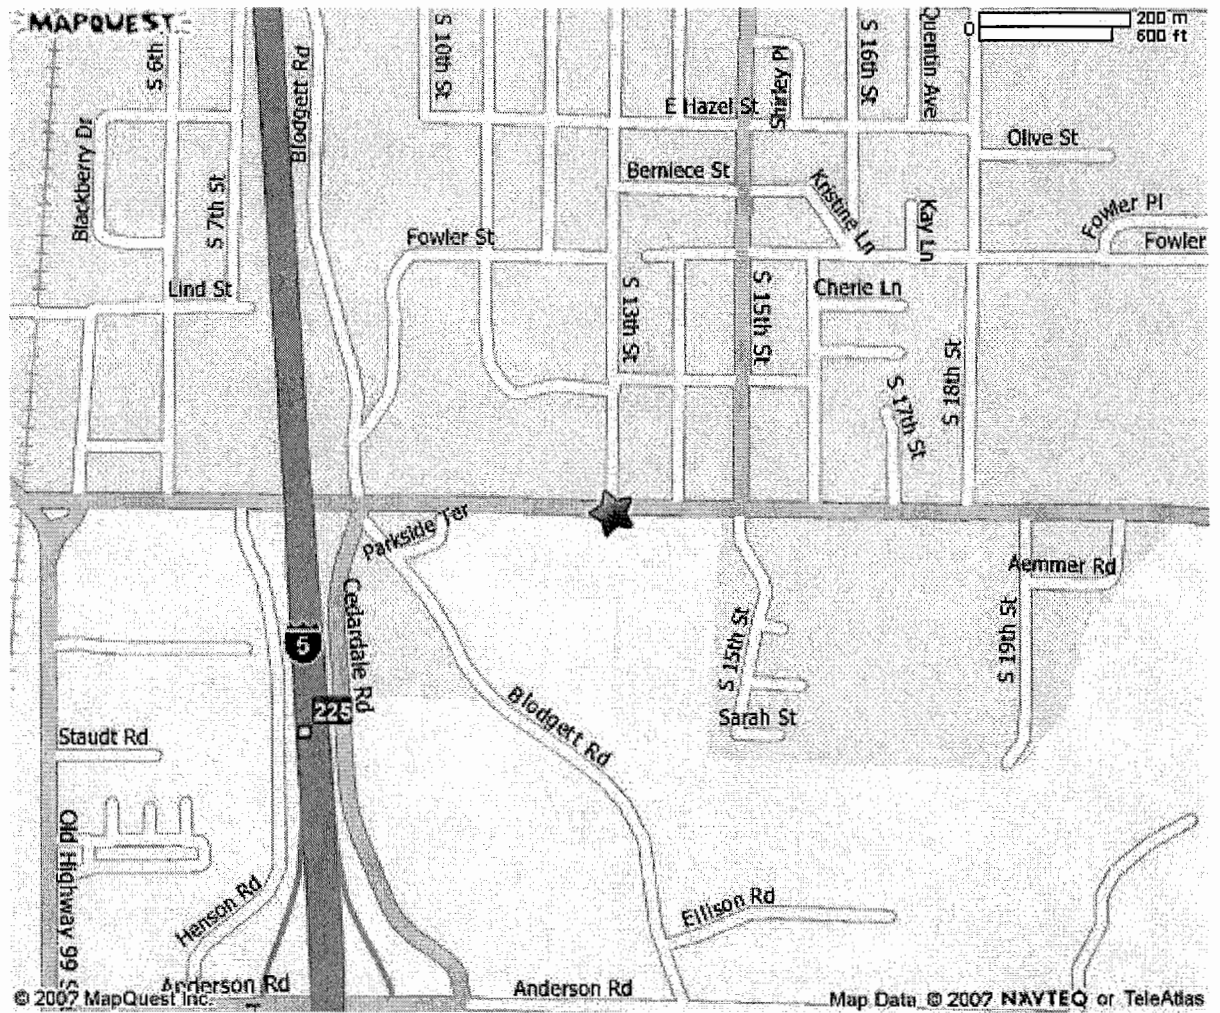 MAPQUEST
200 m
0
600 ft
S 6th
Blodgett Rd
S 10th St
Shirley Pl
S 16th St
Quentin Ave
E Hazel St
Blackberry Dr
Olive St
S 7th St
Berniece St
Kristine Ln
Kay Ln
Fowler Pl
Fowler St
Fowler
Lind St
S 13th St
S 15th St
Cherie Ln
S 18th St
S 17th St
Parkside Ter
Aemmer Rd
Cedardale Rd
5
S 15th St
S 19th St
225
Blodgett Rd
Sarah St
Staudt Rd
Old Highway 99 S
Henson Rd
Ellison Rd
Anderson Rd
Anderson Rd
© 2007 MapQuest Inc.
Map Data © 2007 NAVTEQ or TeleAtlas